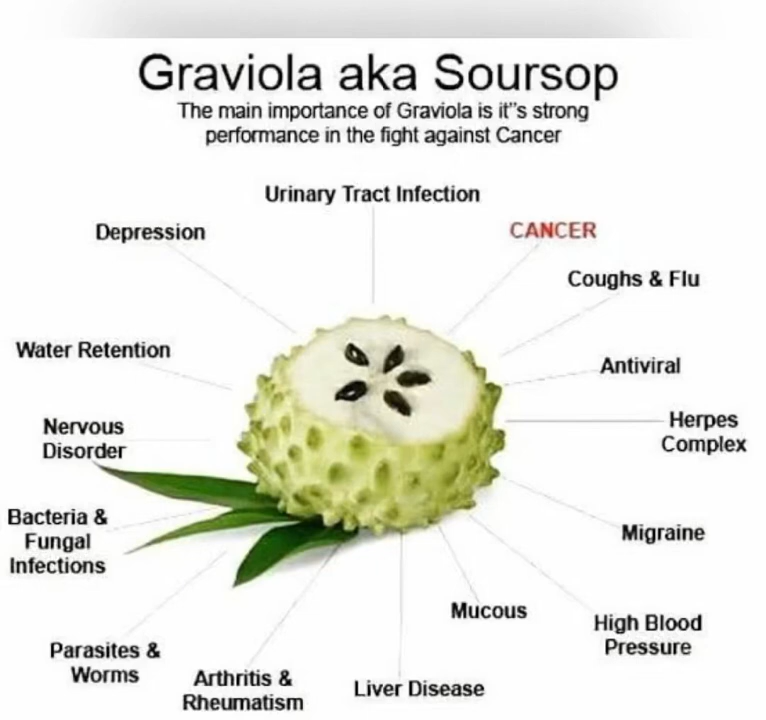 Graviola aka Soursop
The main importance of Graviola is it"s strong
performance in the fight against Cancer
Urinary Tract Infection
Depression
CANCER
Coughs & Flu
Water Retention
Antiviral
Nervous
Disorder
Herpes
Complex
Bacteria &
Fungal
Infections
Migraine
Mucous
High Blood
Pressure
Parasites &
Worms
Arthritis &
Rheumatism
Liver Disease